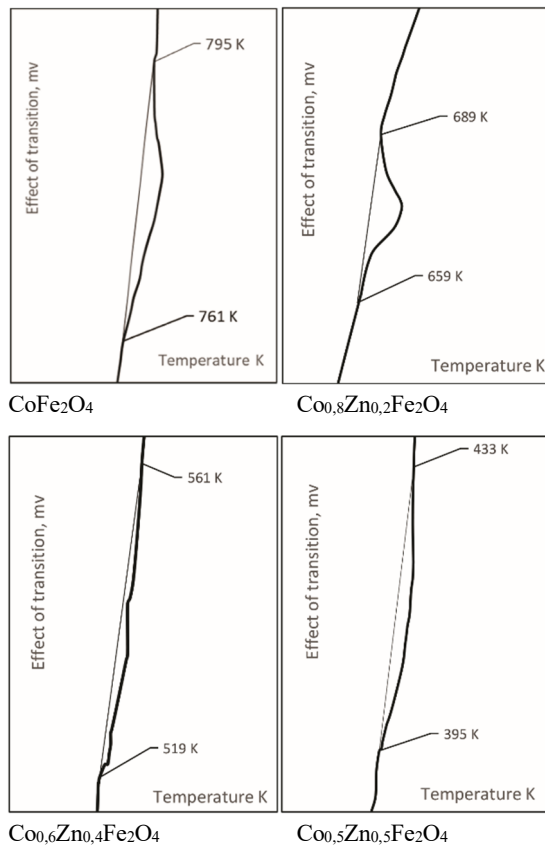 795 K
Effect of transition, mv
761 K
Temperature K
CoFe₂O₄
689 K
Effect of transition, mv
659 K
Temperature K
Co₀,₈Zn₀,₂Fe₂O₄
561 K
Effect of transition, mv
519 K
Temperature K
Co₀,₆Zn₀,₄Fe₂O₄
433 K
Effect of transition, mv
395 K
Temperature K
Co₀,₅Zn₀,₅Fe₂O₄